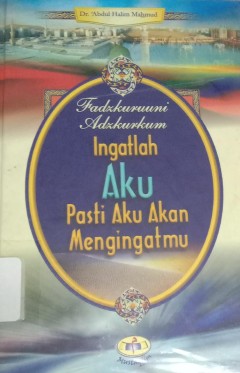 Dr. 'Abdul Halim Mahmud
Fadzkuruuni
Adzkurkum
Ingatlah
Aku
Pasti Aku Akan
Mengingatmu